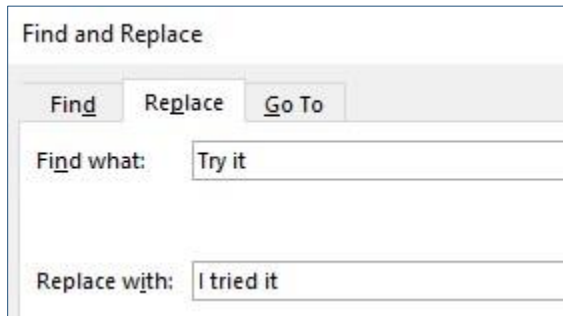 Find and Replace
Find Replace Go To
Find what: Try it
Replace with: I tried it